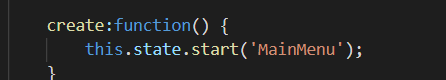 create:function() {
this.state.start('MainMenu');
}